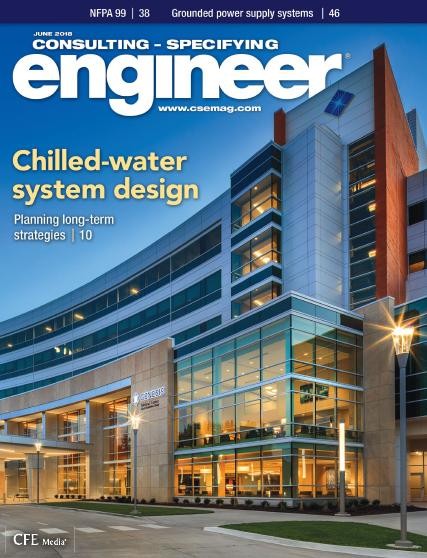 NFPA 99 | 38 Grounded power supply systems | 46
JUNE 2018
CONSULTING - SPECIFYING
engineer®
www.csemag.com
Chilled-water
system design
Planning long-term
strategies | 10
GENESIS
CFE Media®